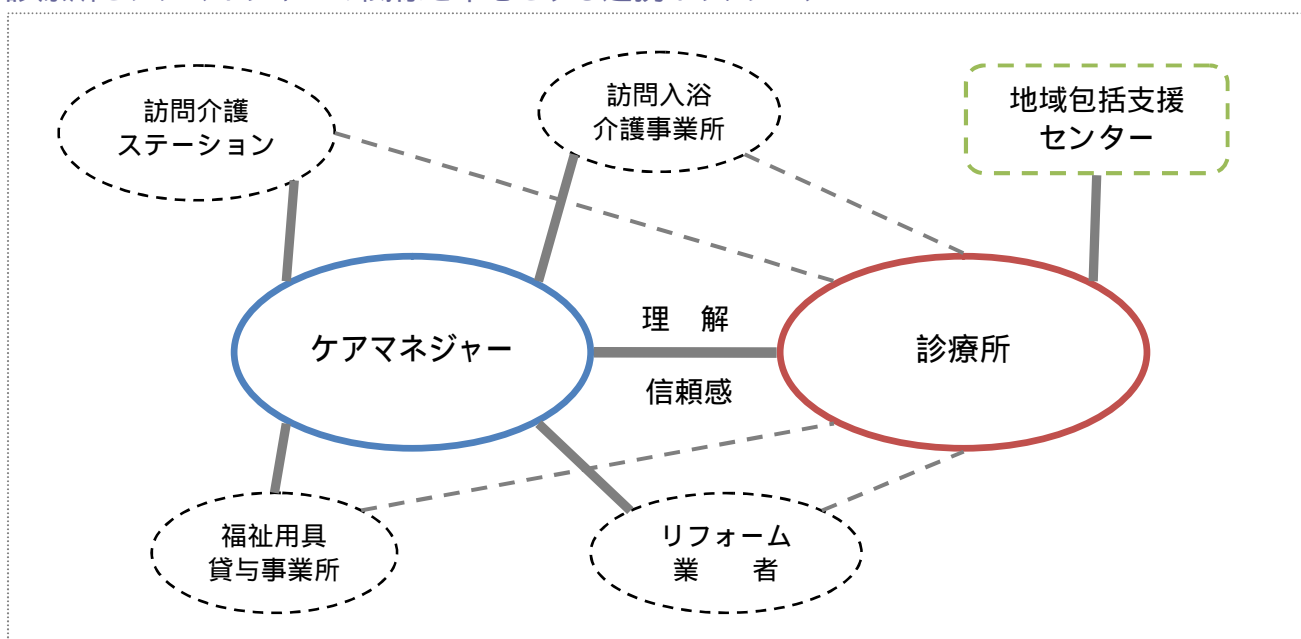 訪問介護
ステーション
訪問入浴
介護事業所
地域包括支援
センター
理　解
ケアマネジャー
診療所
信頼感
福祉用具
貸与事業所
リフォーム
業　　者